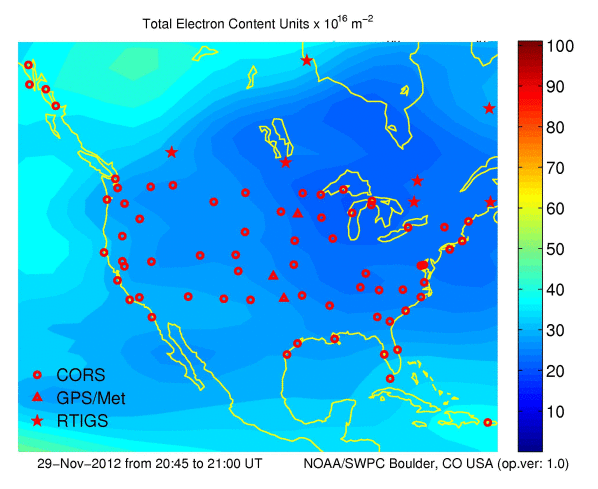 Total Electron Content Units x 10^16 m^−2
100
90
80
70
60
50
40
30
20
10
CORS
GPS/Met
RTIGS
29−Nov−2012 from 20:45 to 21:00 UT
NOAA/SWPC Boulder, CO USA (op.ver: 1.0)